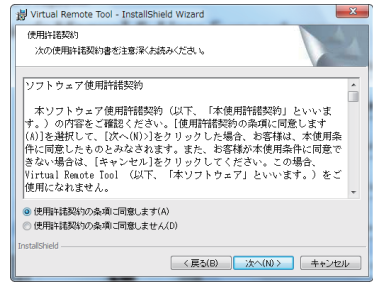 Virtual Remote Tool - InstallShield Wizard
使用許諾契約
次の使用許諾契約書を注意深くお読みください。
ソフトウェア使用許諾契約
本ソフトウェア使用許諾契約（以下、「本使用許諾契約」といいま
す。）の内容をご確認ください。[使用許諾契約の条項に同意します
(A)]を選択して、[次へ(N)>]をクリックした場合、お客様は、本使用条
件に同意したものとみなされます。また、お客様が本使用条件に同意で
きない場合は、[キャンセル]をクリックしてください。この場合、
Virtual Remote Tool （以下、「本ソフトウェア」といいます。）をご
使用になれません。
使用許諾契約の条項に同意します(A)
使用許諾契約の条項に同意しません(D)
InstallShield
< 戻る(B)
次へ(N) >
キャンセル